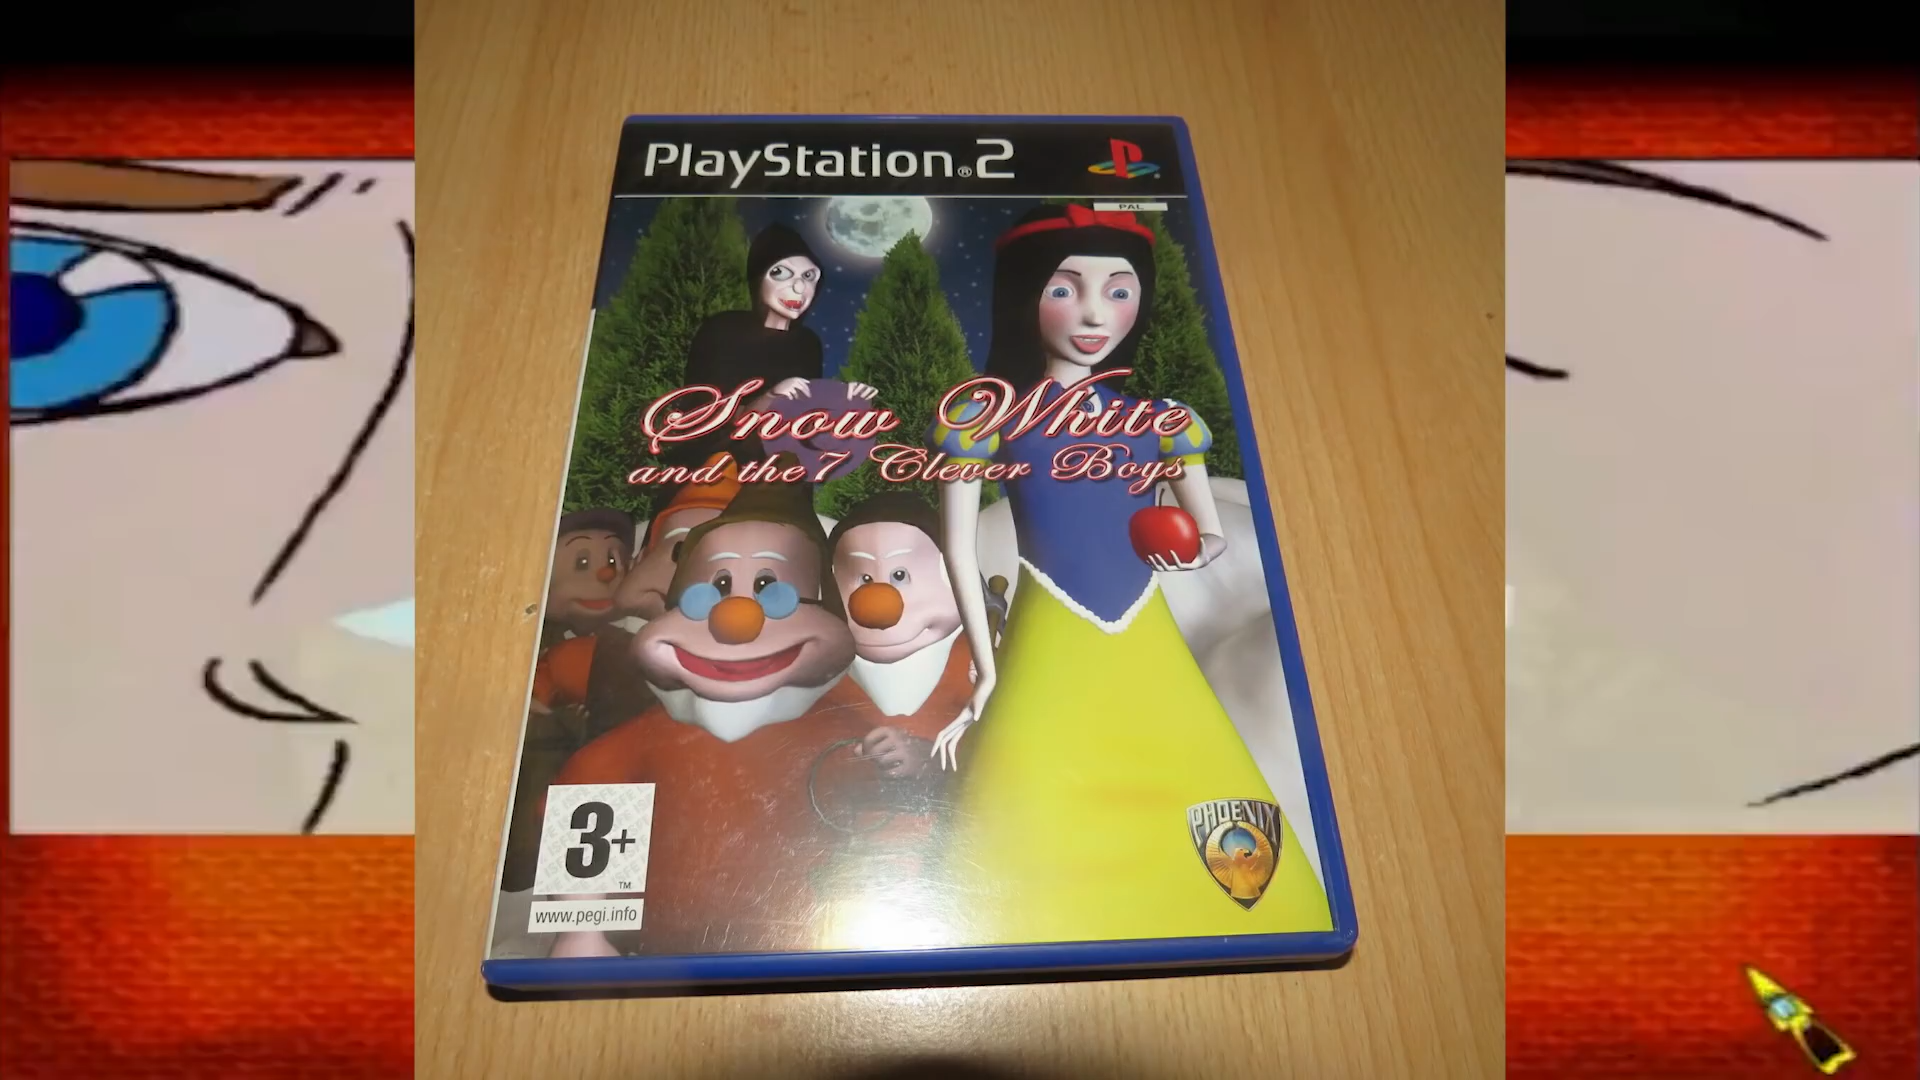 PlayStation®2
PAL
Snow White
and the 7 Clever Boys
3+
TM
www.pegi.info
PHOENIX